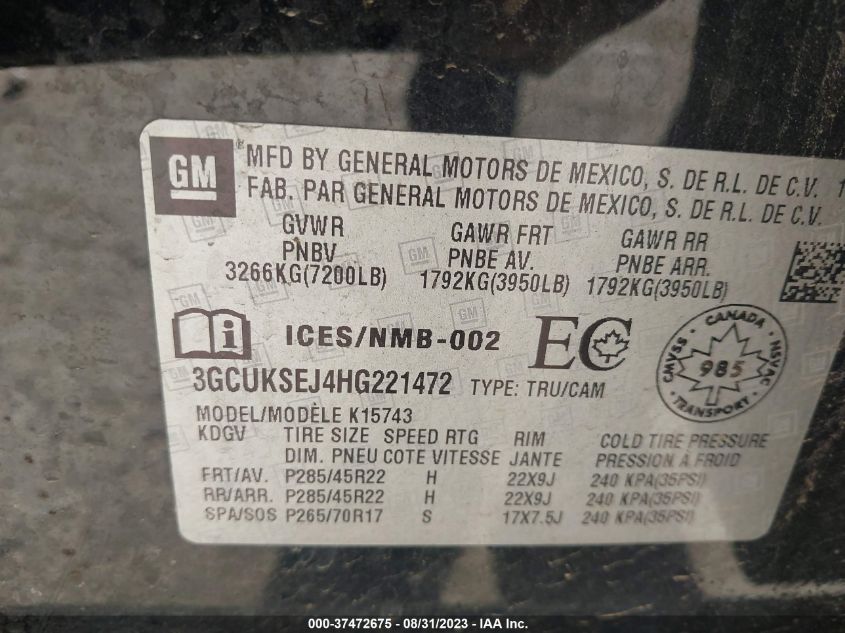 GM
MFD BY GENERAL MOTORS DE MEXICO, S. DE R.L. DE C.V. 1
FAB. PAR GENERAL MOTORS DE MEXICO, S. DE R.L. DE C.V.
GVWR GAWR FRT GAWR RR
PNBV PNBE AV. PNBE ARR.
3266KG(7200LB) 1792KG(3950LB) 1792KG(3950LB)
i ICES/NMB-002 EC
CANADA
CMVSS 985 NSVAC
TRANSPORT
3GCUKSEJ4HG221472 TYPE: TRU/CAM
MODEL/MODÈLE K15743
KDGV TIRE SIZE SPEED RTG RIM COLD TIRE PRESSURE
DIM. PNEU COTE VITESSE JANTE PRESSION A FROID
FRT/AV. P285/45R22 H 22X9J 240 KPA(35PSI)
RR/ARR. P285/45R22 H 22X9J 240 KPA(35PSI)
SPA/SOS P265/70R17 S 17X7.5J 240 KPA(35PSI)
000-37472675 - 08/31/2023 - IAA Inc.